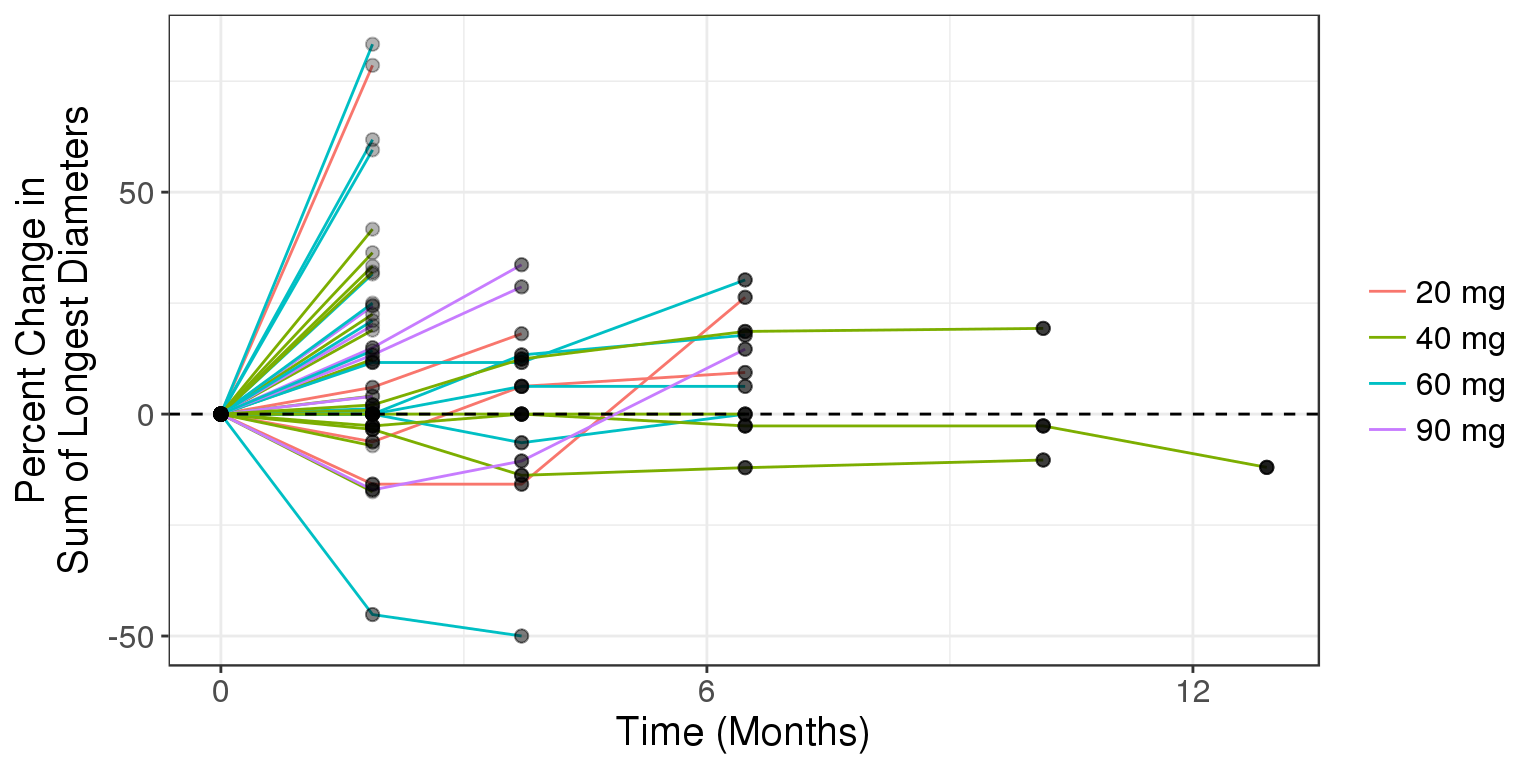 Percent Change in
Sum of Longest Diameters
50
0
-50
0
6
12
Time (Months)
20 mg
40 mg
60 mg
90 mg